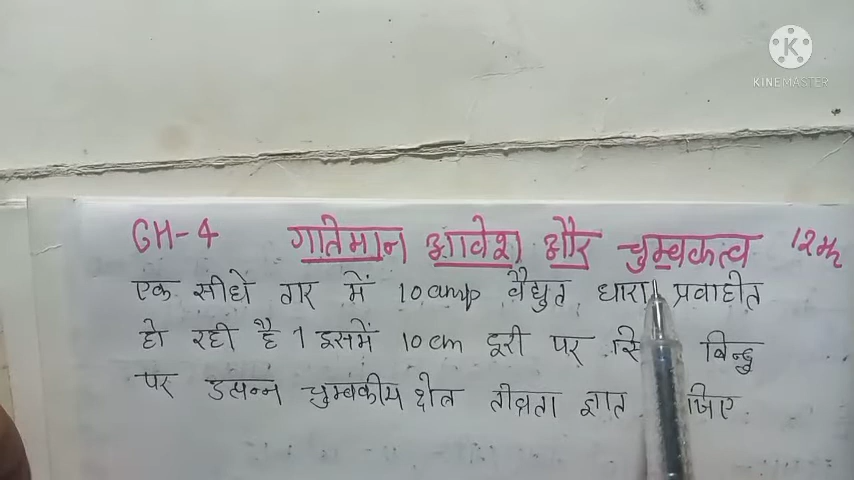 KINEMASTER
CH-4 गतिमान आवेश और चुम्बकत्व 12th
एक सीधे तार में 10 amp वैद्युत धारा प्रवाहीत
हो रही है । इसमें 10 cm दूरी पर बिन्दु
पर उत्पन्न चुम्बकीय क्षेत्र तीव्रता ज्ञात